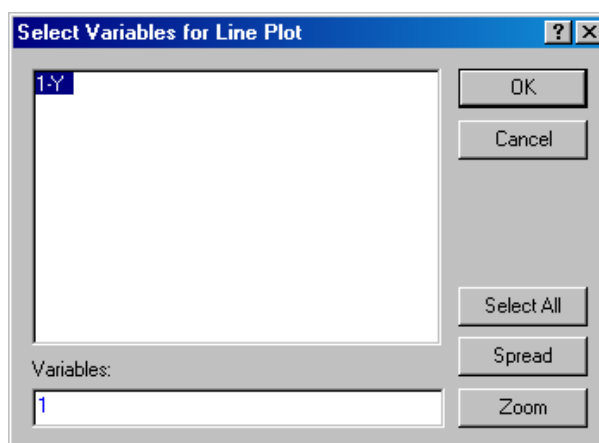 Select Variables for Line Plot
? ×
1-Y
OK
Cancel
Select All
Spread
Variables:
1
Zoom